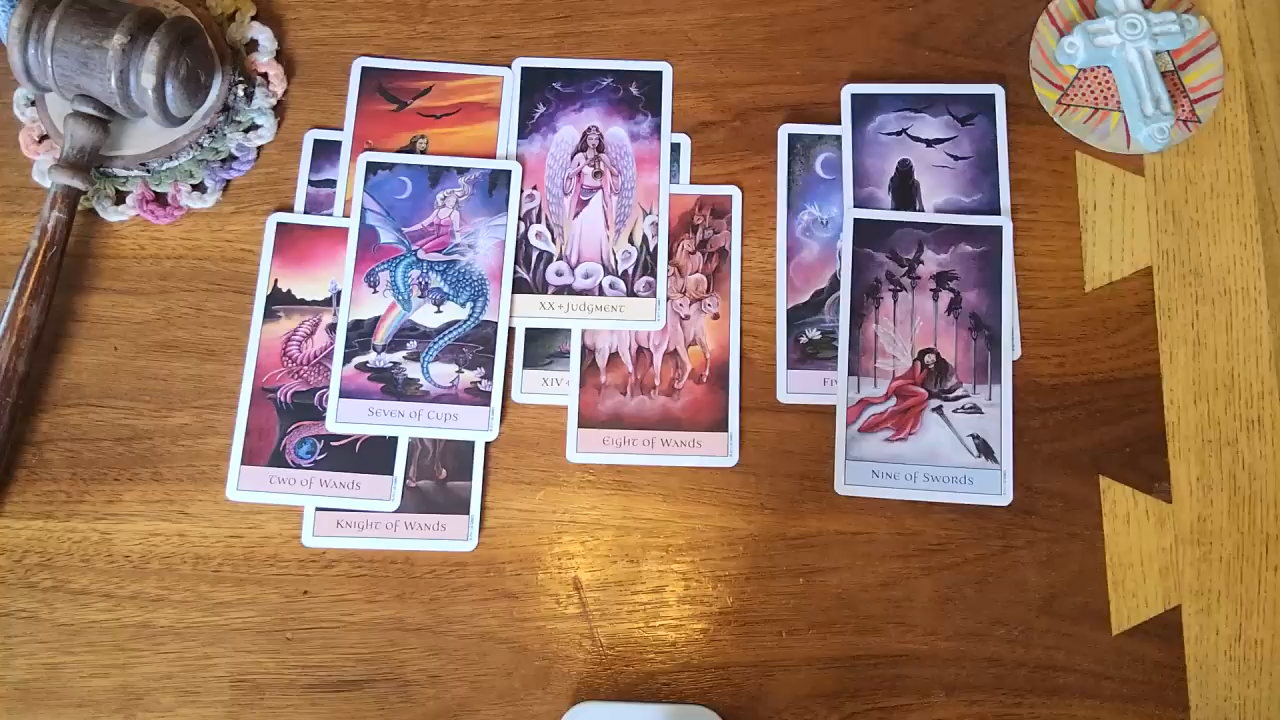 XX+JUDGMENT
SEVEN OF CUPS
XIV+
EIGHT OF WANDS
FIV
TWO OF WANDS
NINE OF SWORDS
KNIGHT OF WANDS